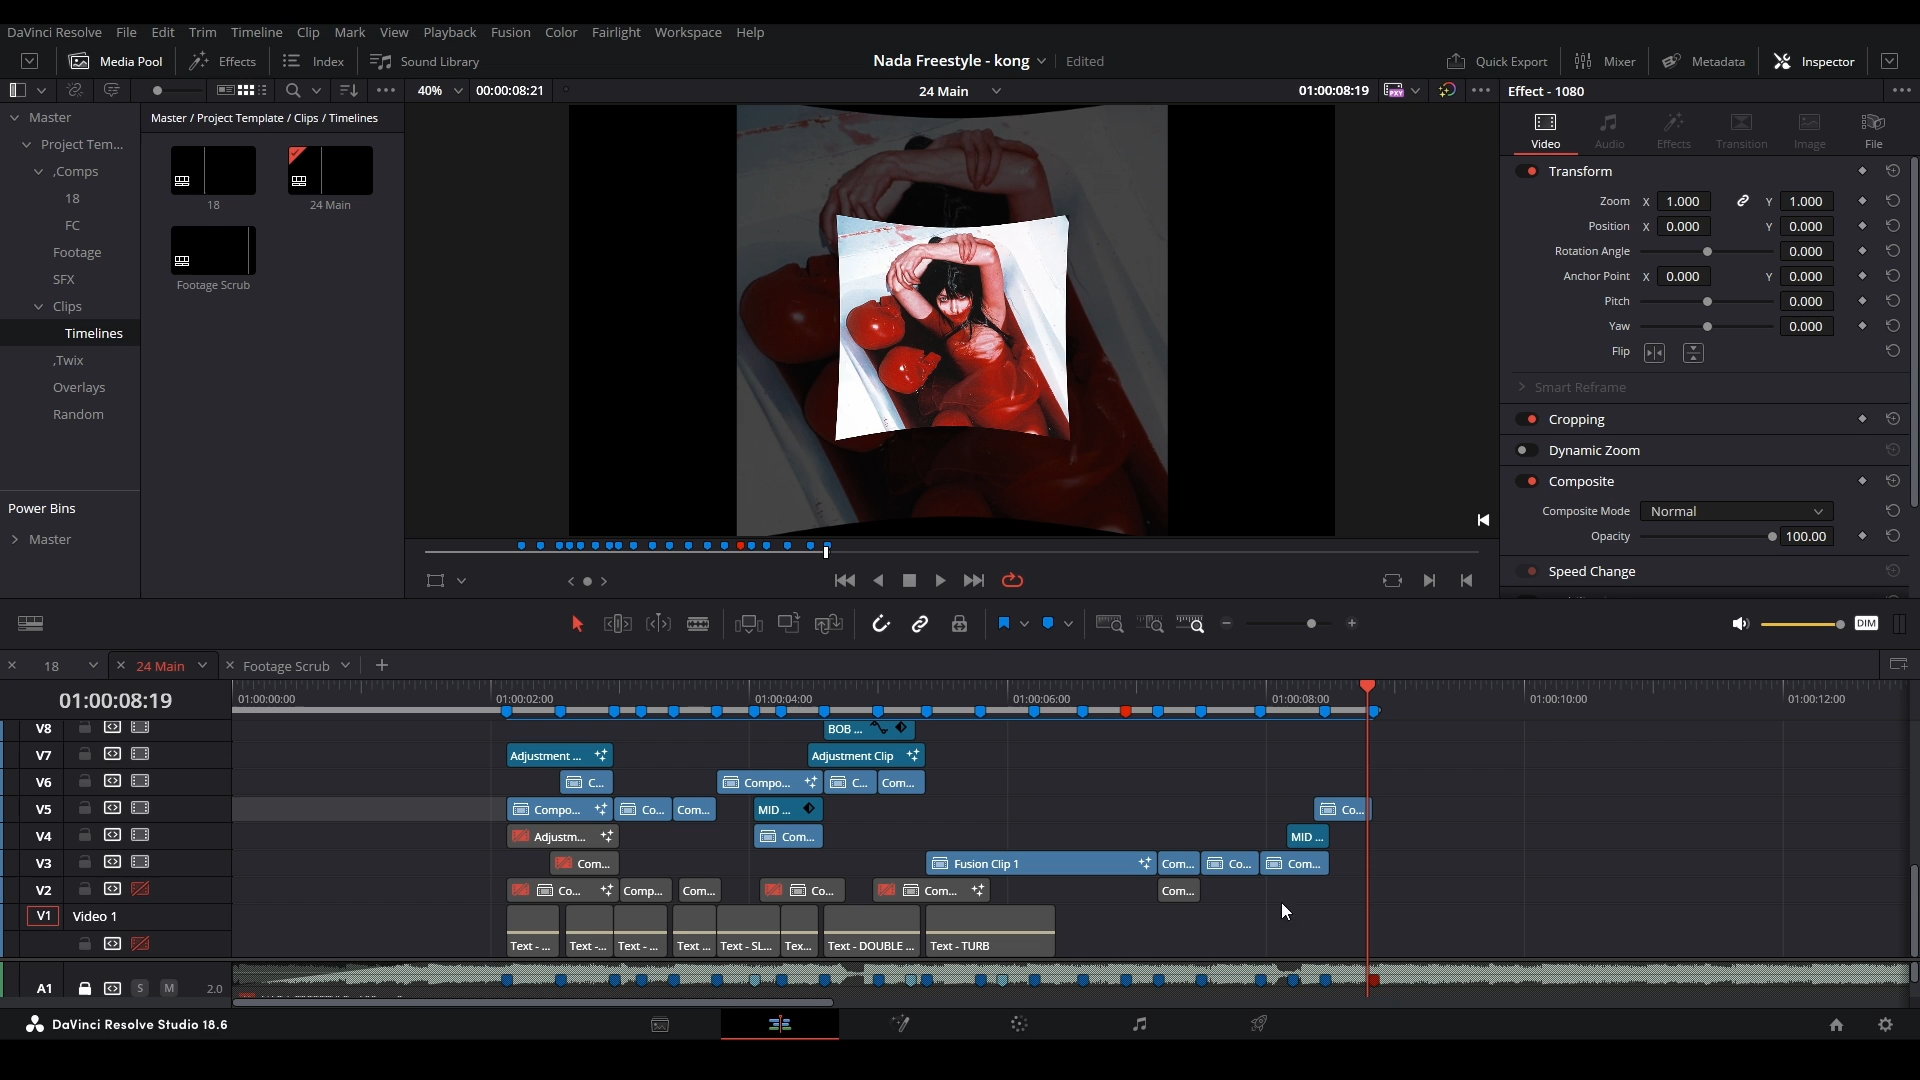 DaVinci Resolve File Edit Trim Timeline Clip Mark View Playback Fusion Color Fairlight Workspace Help
Media Pool Effects Index Sound Library Nada Freestyle - kong Edited Quick Export Mixer Metadata Inspector
40% 00:00:08:21 24 Main 01:00:08:19 Effect - 1080
Master
Project Tem...
,Comps
18
FC
Footage
SFX
Clips
Timelines
,Twix
Overlays
Random
Power Bins
Master
Master / Project Template / Clips / Timelines
18
24 Main
Footage Scrub
Video Audio Effects Transition Image File
Transform
Zoom X 1.000 Y 1.000
Position X 0.000 Y 0.000
Rotation Angle 0.000
Anchor Point X 0.000 Y 0.000
Pitch 0.000
Yaw 0.000
Flip
Smart Reframe
Cropping
Dynamic Zoom
Composite
Composite Mode Normal
Opacity 100.00
Speed Change
DIM
18 24 Main Footage Scrub
01:00:08:19 01:00:00:00 01:00:02:00 01:00:04:00 01:00:06:00 01:00:08:00 01:00:10:00 01:00:12:00
V8 BOB ...
V7 Adjustment ... Adjustment Clip
V6 C... Compo... C... Com...
V5 Compo... Co... Com... MID ... Co...
V4 Adjustm... Com... MID ...
V3 Com... Fusion Clip 1 Com... Co... Com...
V2 Co... Comp... Com... Co... Com... Com...
V1 Video 1
Text - ... Text -... Text - ... Text ... Text - SL... Tex... Text - DOUBLE ... Text - TURB
A1 S M 2.0
DaVinci Resolve Studio 18.6